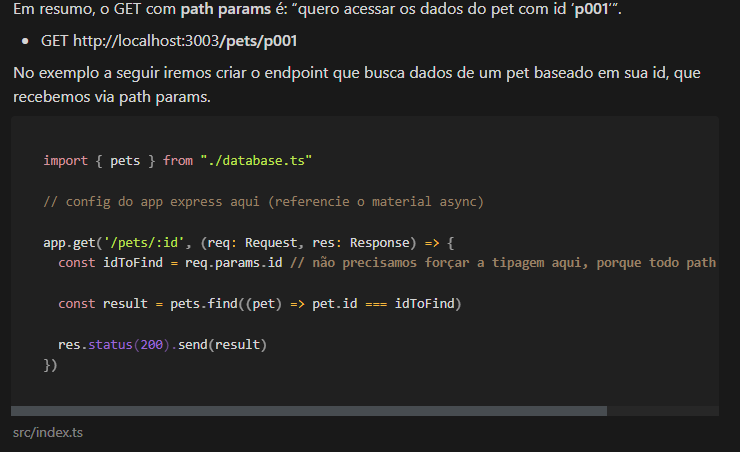 Em resumo, o GET com path params é: “quero acessar os dados do pet com id ‘p001’”.
• GET http://localhost:3003/pets/p001
No exemplo a seguir iremos criar o endpoint que busca dados de um pet baseado em sua id, que
recebemos via path params.
import { pets } from "./database.ts"
// config do app express aqui (referencie o material async)
app.get('/pets/:id', (req: Request, res: Response) => {
  const idToFind = req.params.id // não precisamos forçar a tipagem aqui, porque todo path
  const result = pets.find((pet) => pet.id === idToFind)
  res.status(200).send(result)
})
src/index.ts